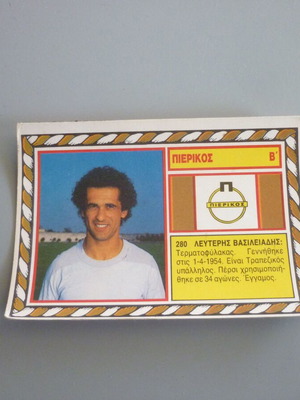 ΠΙΕΡΙΚΟΣ Β΄
Π
ΠΙΕΡΙΚΟΣ
280 ΛΕΥΤΕΡΗΣ ΒΑΣΙΛΕΙΑΔΗΣ:
Τερματοφύλακας. Γεννήθηκε
στις 1-4-1954. Είναι Τραπεζικός
υπάλληλος. Πέρσι χρησιμοποιή-
θηκε σε 34 αγώνες. Έγγαμος.